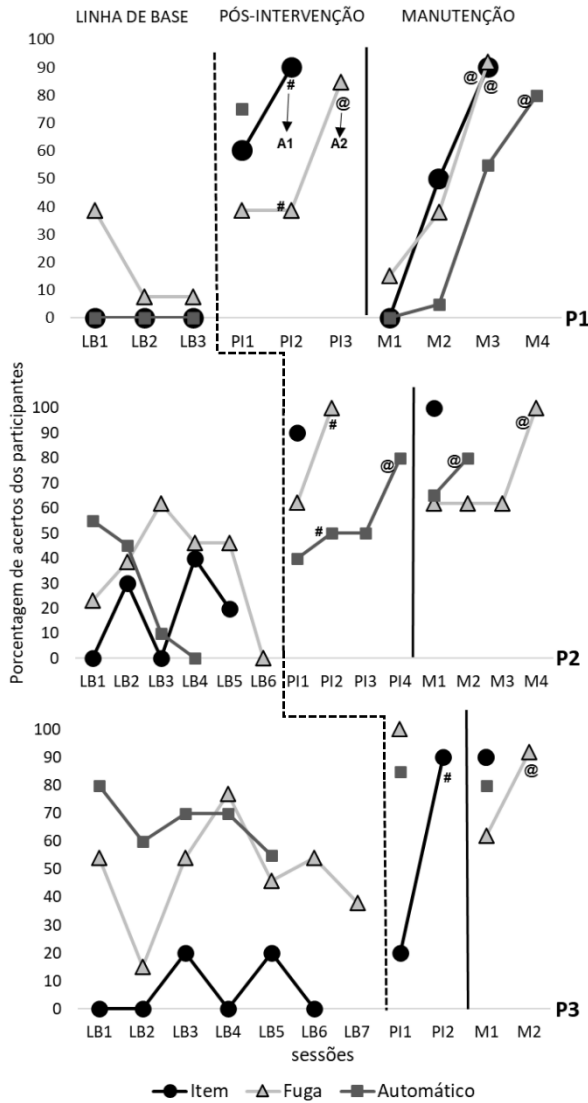 LINHA DE BASE PÓS-INTERVENÇÃO MANUTENÇÃO
Porcentagem de acertos dos participantes
100
90 @ @
80 # @ @
70
60 A1 A2
50
40 #
30
20
10
0 P1
LB1 LB2 LB3 PI1 PI2 PI3 M1 M2 M3 M4
100
90 # @
80 @ @
70
60
50 #
40
30
20
10
0 P2
LB1 LB2 LB3 LB4 LB5 LB6 PI1 PI2 PI3 PI4 M1 M2 M3 M4
100
90
80 # @
70
60
50
40
30
20
10
0 P3
LB1 LB2 LB3 LB4 LB5 LB6 LB7 PI1 PI2 M1 M2
sessões
Item Fuga Automático